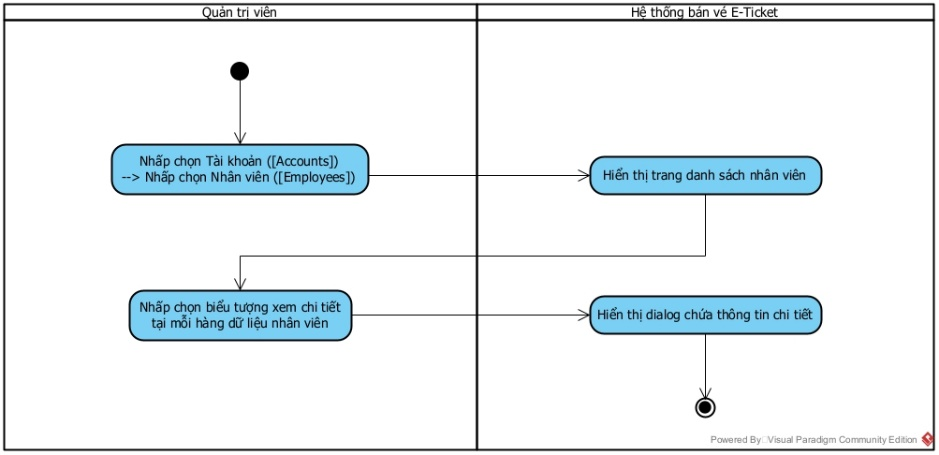 Quản trị viên
Hệ thống bán vé E-Ticket
Nhấp chọn Tài khoản ([Accounts])
--> Nhấp chọn Nhân viên ([Employees])
Hiển thị trang danh sách nhân viên
Nhấp chọn biểu tượng xem chi tiết
tại mỗi hàng dữ liệu nhân viên
Hiển thị dialog chứa thông tin chi tiết
Powered By Visual Paradigm Community Edition